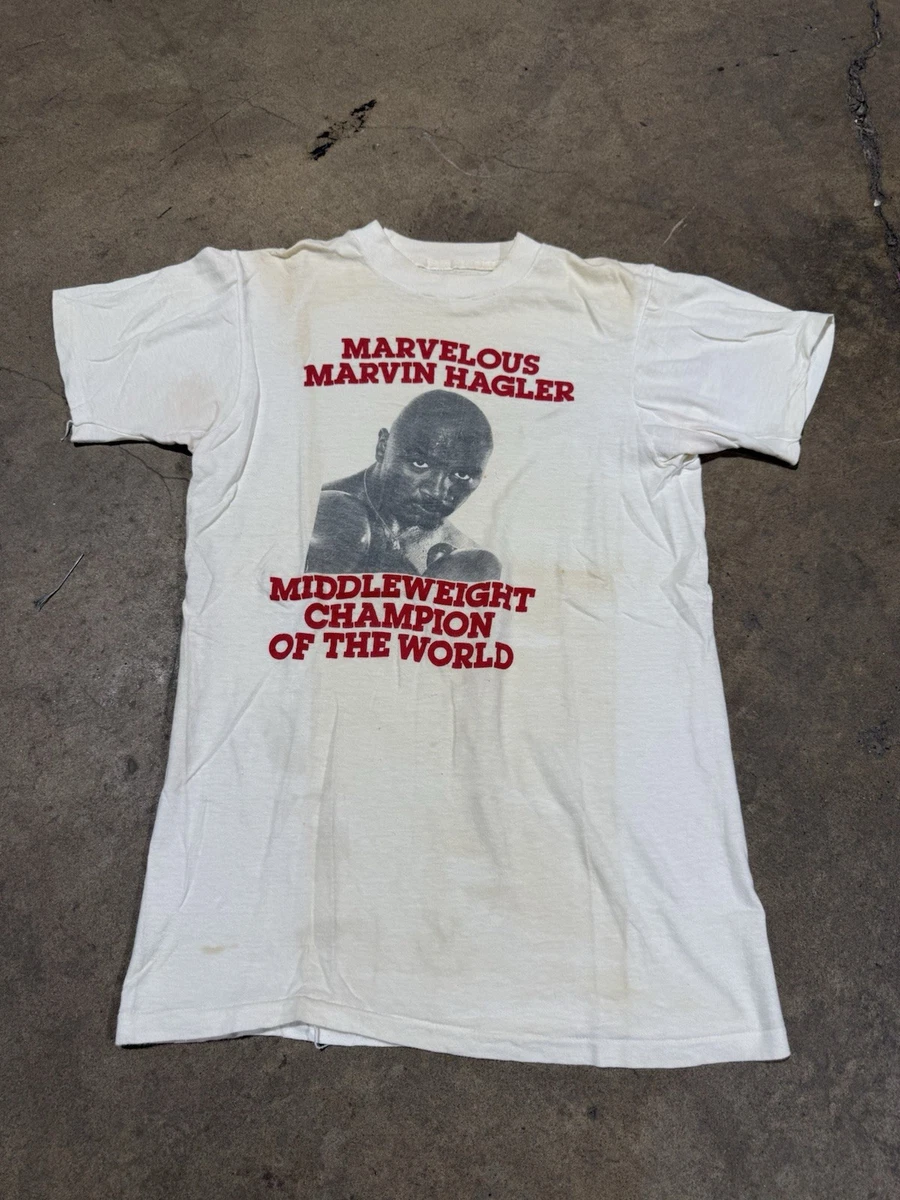 MARVELOUS
MARVIN HAGLER
MIDDLEWEIGHT
CHAMPION
OF THE WORLD